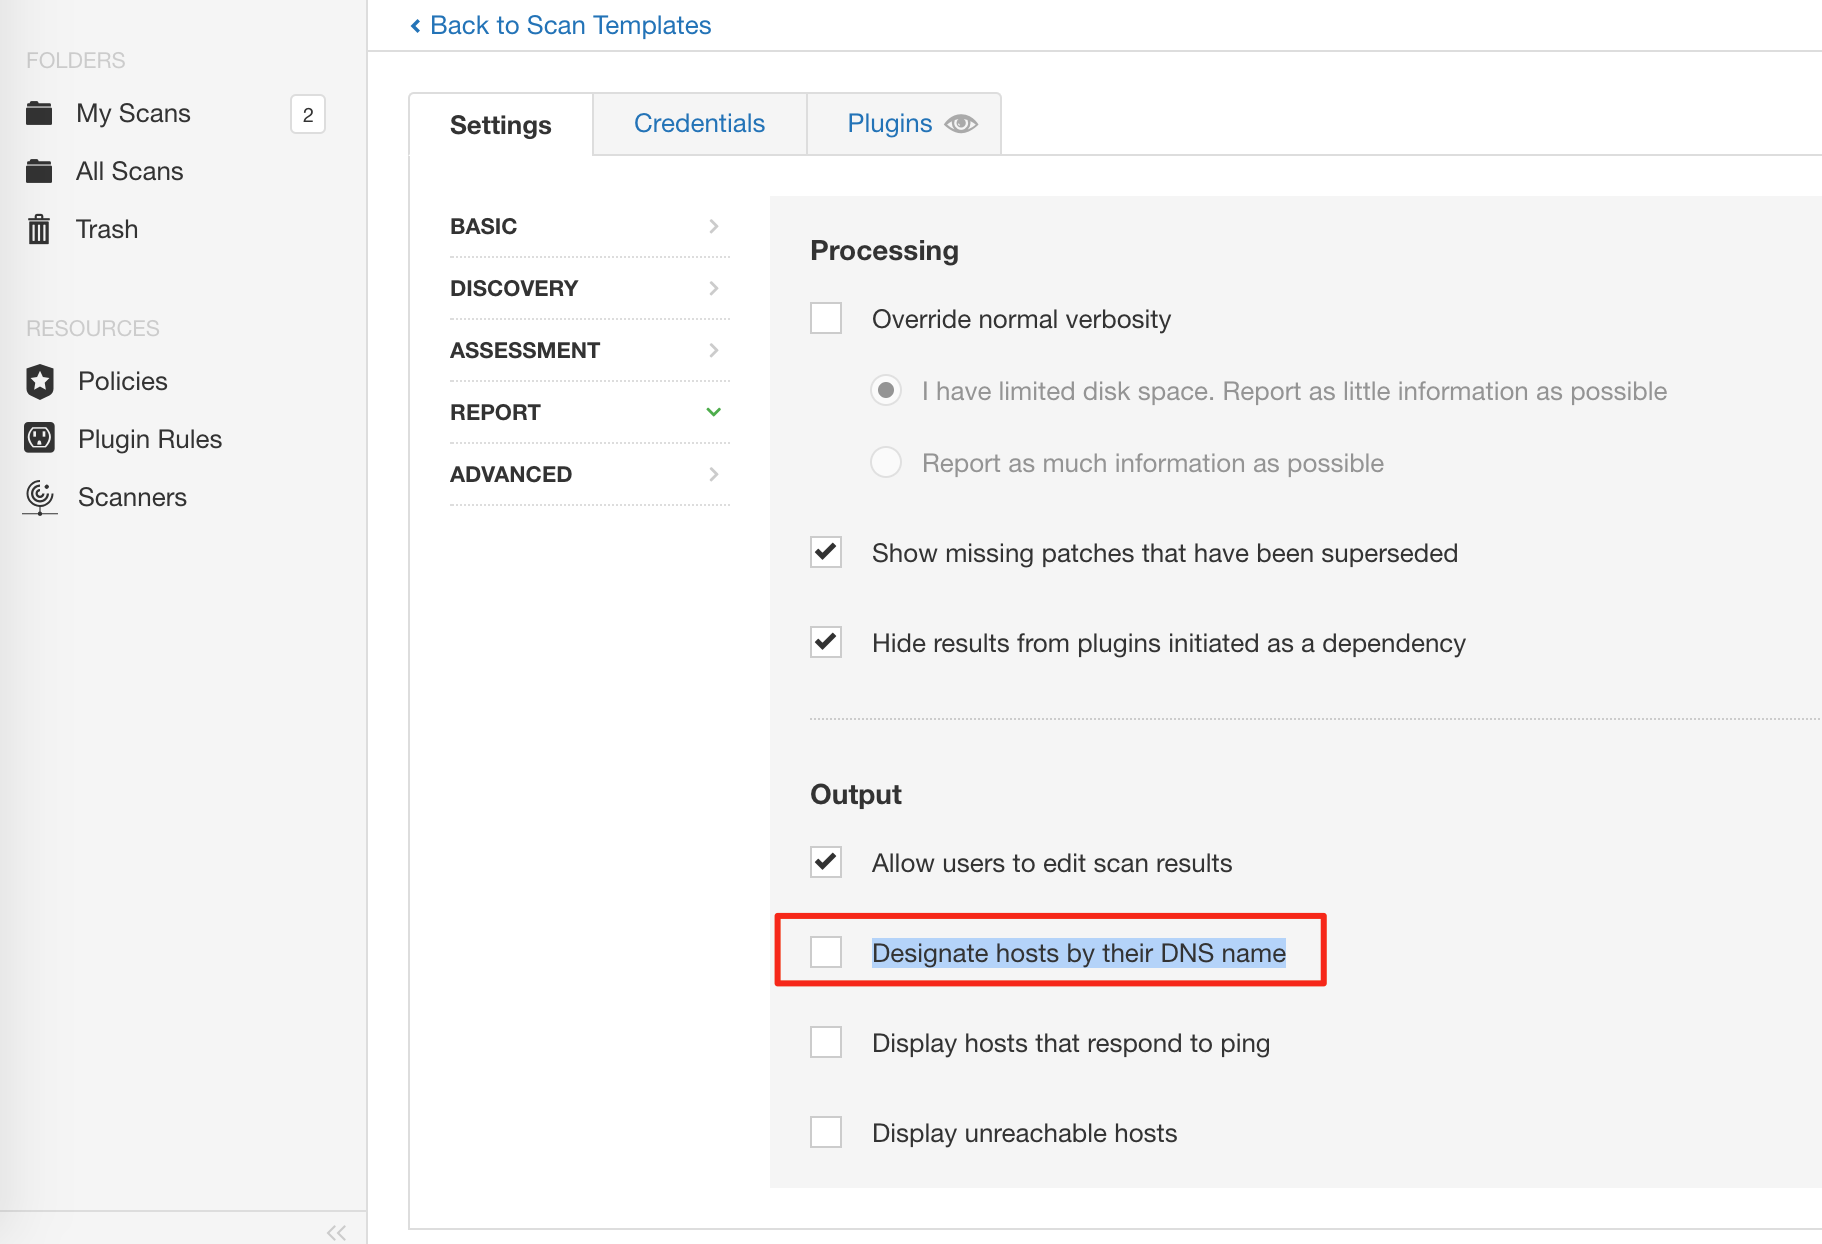 Back to Scan Templates
FOLDERS
My Scans
2
All Scans
Trash
RESOURCES
Policies
Plugin Rules
Scanners
Settings
Credentials
Plugins
BASIC
DISCOVERY
ASSESSMENT
REPORT
ADVANCED
Processing
Override normal verbosity
I have limited disk space. Report as little information as possible
Report as much information as possible
Show missing patches that have been superseded
Hide results from plugins initiated as a dependency
Output
Allow users to edit scan results
Designate hosts by their DNS name
Display hosts that respond to ping
Display unreachable hosts